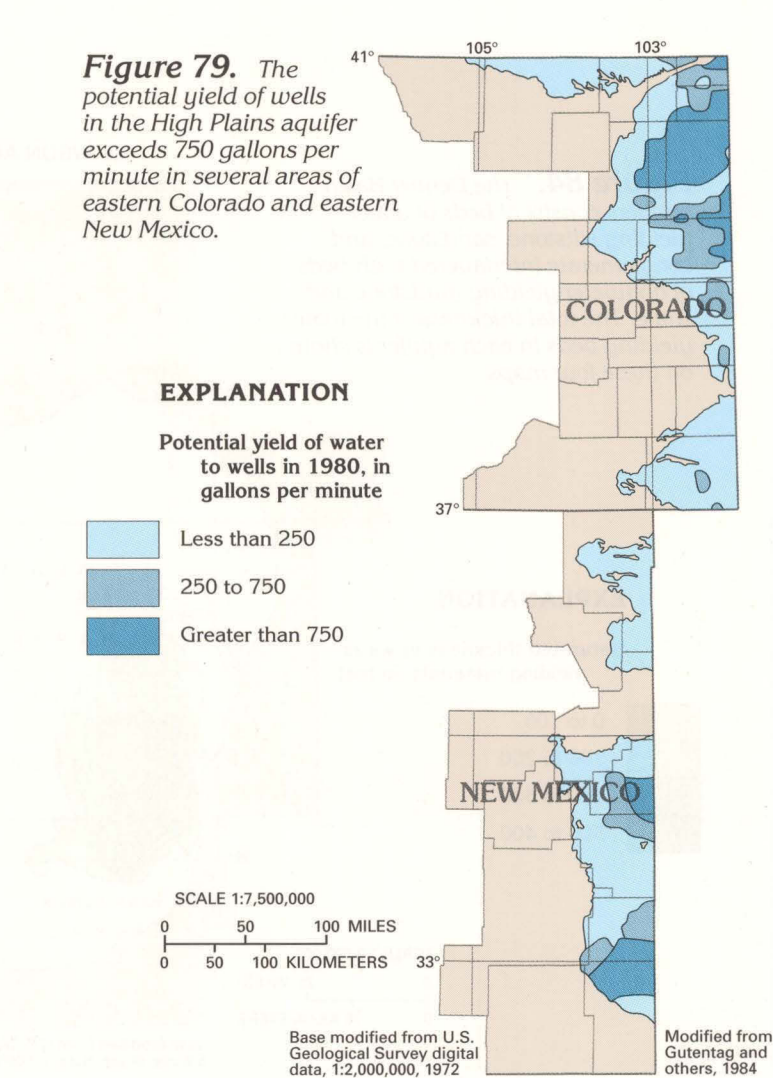 Figure 79. The
potential yield of wells
in the High Plains aquifer
exceeds 750 gallons per
minute in several areas of
eastern Colorado and eastern
New Mexico.
41°
105°
103°
COLORADO
37°
EXPLANATION
Potential yield of water
to wells in 1980, in
gallons per minute
Less than 250
250 to 750
Greater than 750
NEW MEXICO
SCALE 1:7,500,000
0 50 100 MILES
0 50 100 KILOMETERS
33°
Base modified from U.S.
Geological Survey digital
data, 1:2,000,000, 1972
Modified from
Gutentag and
others, 1984